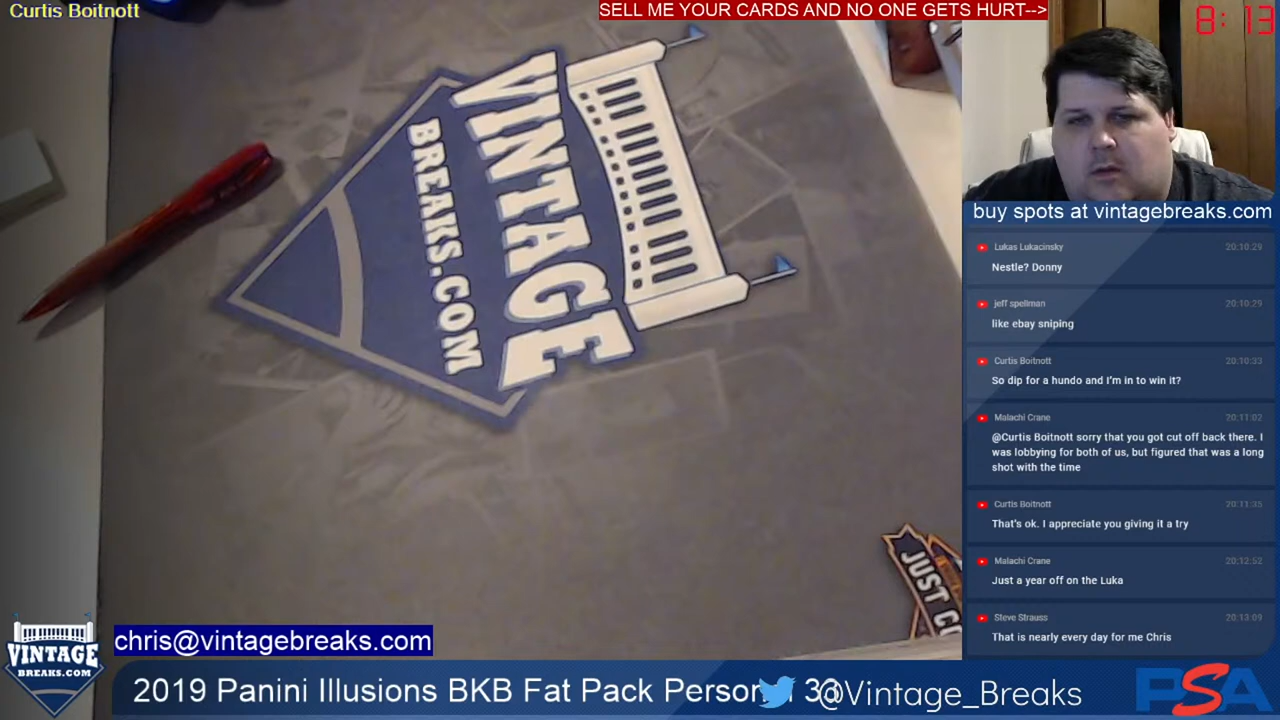 Curtis Boitnott
SELL ME YOUR CARDS AND NO ONE GETS HURT-->
8:13
VINTAGE
BREAKS.COM
buy spots at vintagebreaks.com
Lukas Lukacinsky 20:10:29
Nestle? Donny
jeff spellman 20:10:29
like ebay sniping
Curtis Boitnott 20:10:33
So dip for a hundo and I'm in to win it?
Malachi Crane 20:11:02
@Curtis Boitnott sorry that you got cut off back there. I
was lobbying for both of us, but figured that was a long
shot with the time
Curtis Boitnott 20:11:35
That's ok. I appreciate you giving it a try
Malachi Crane 20:12:52
Just a year off on the Luka
Steve Strauss 20:13:09
That is nearly every day for me Chris
JUST CO
VINTAGE
BREAKS.COM
chris@vintagebreaks.com
2019 Panini Illusions BKB Fat Pack Person 33
@Vintage_Breaks
PSA